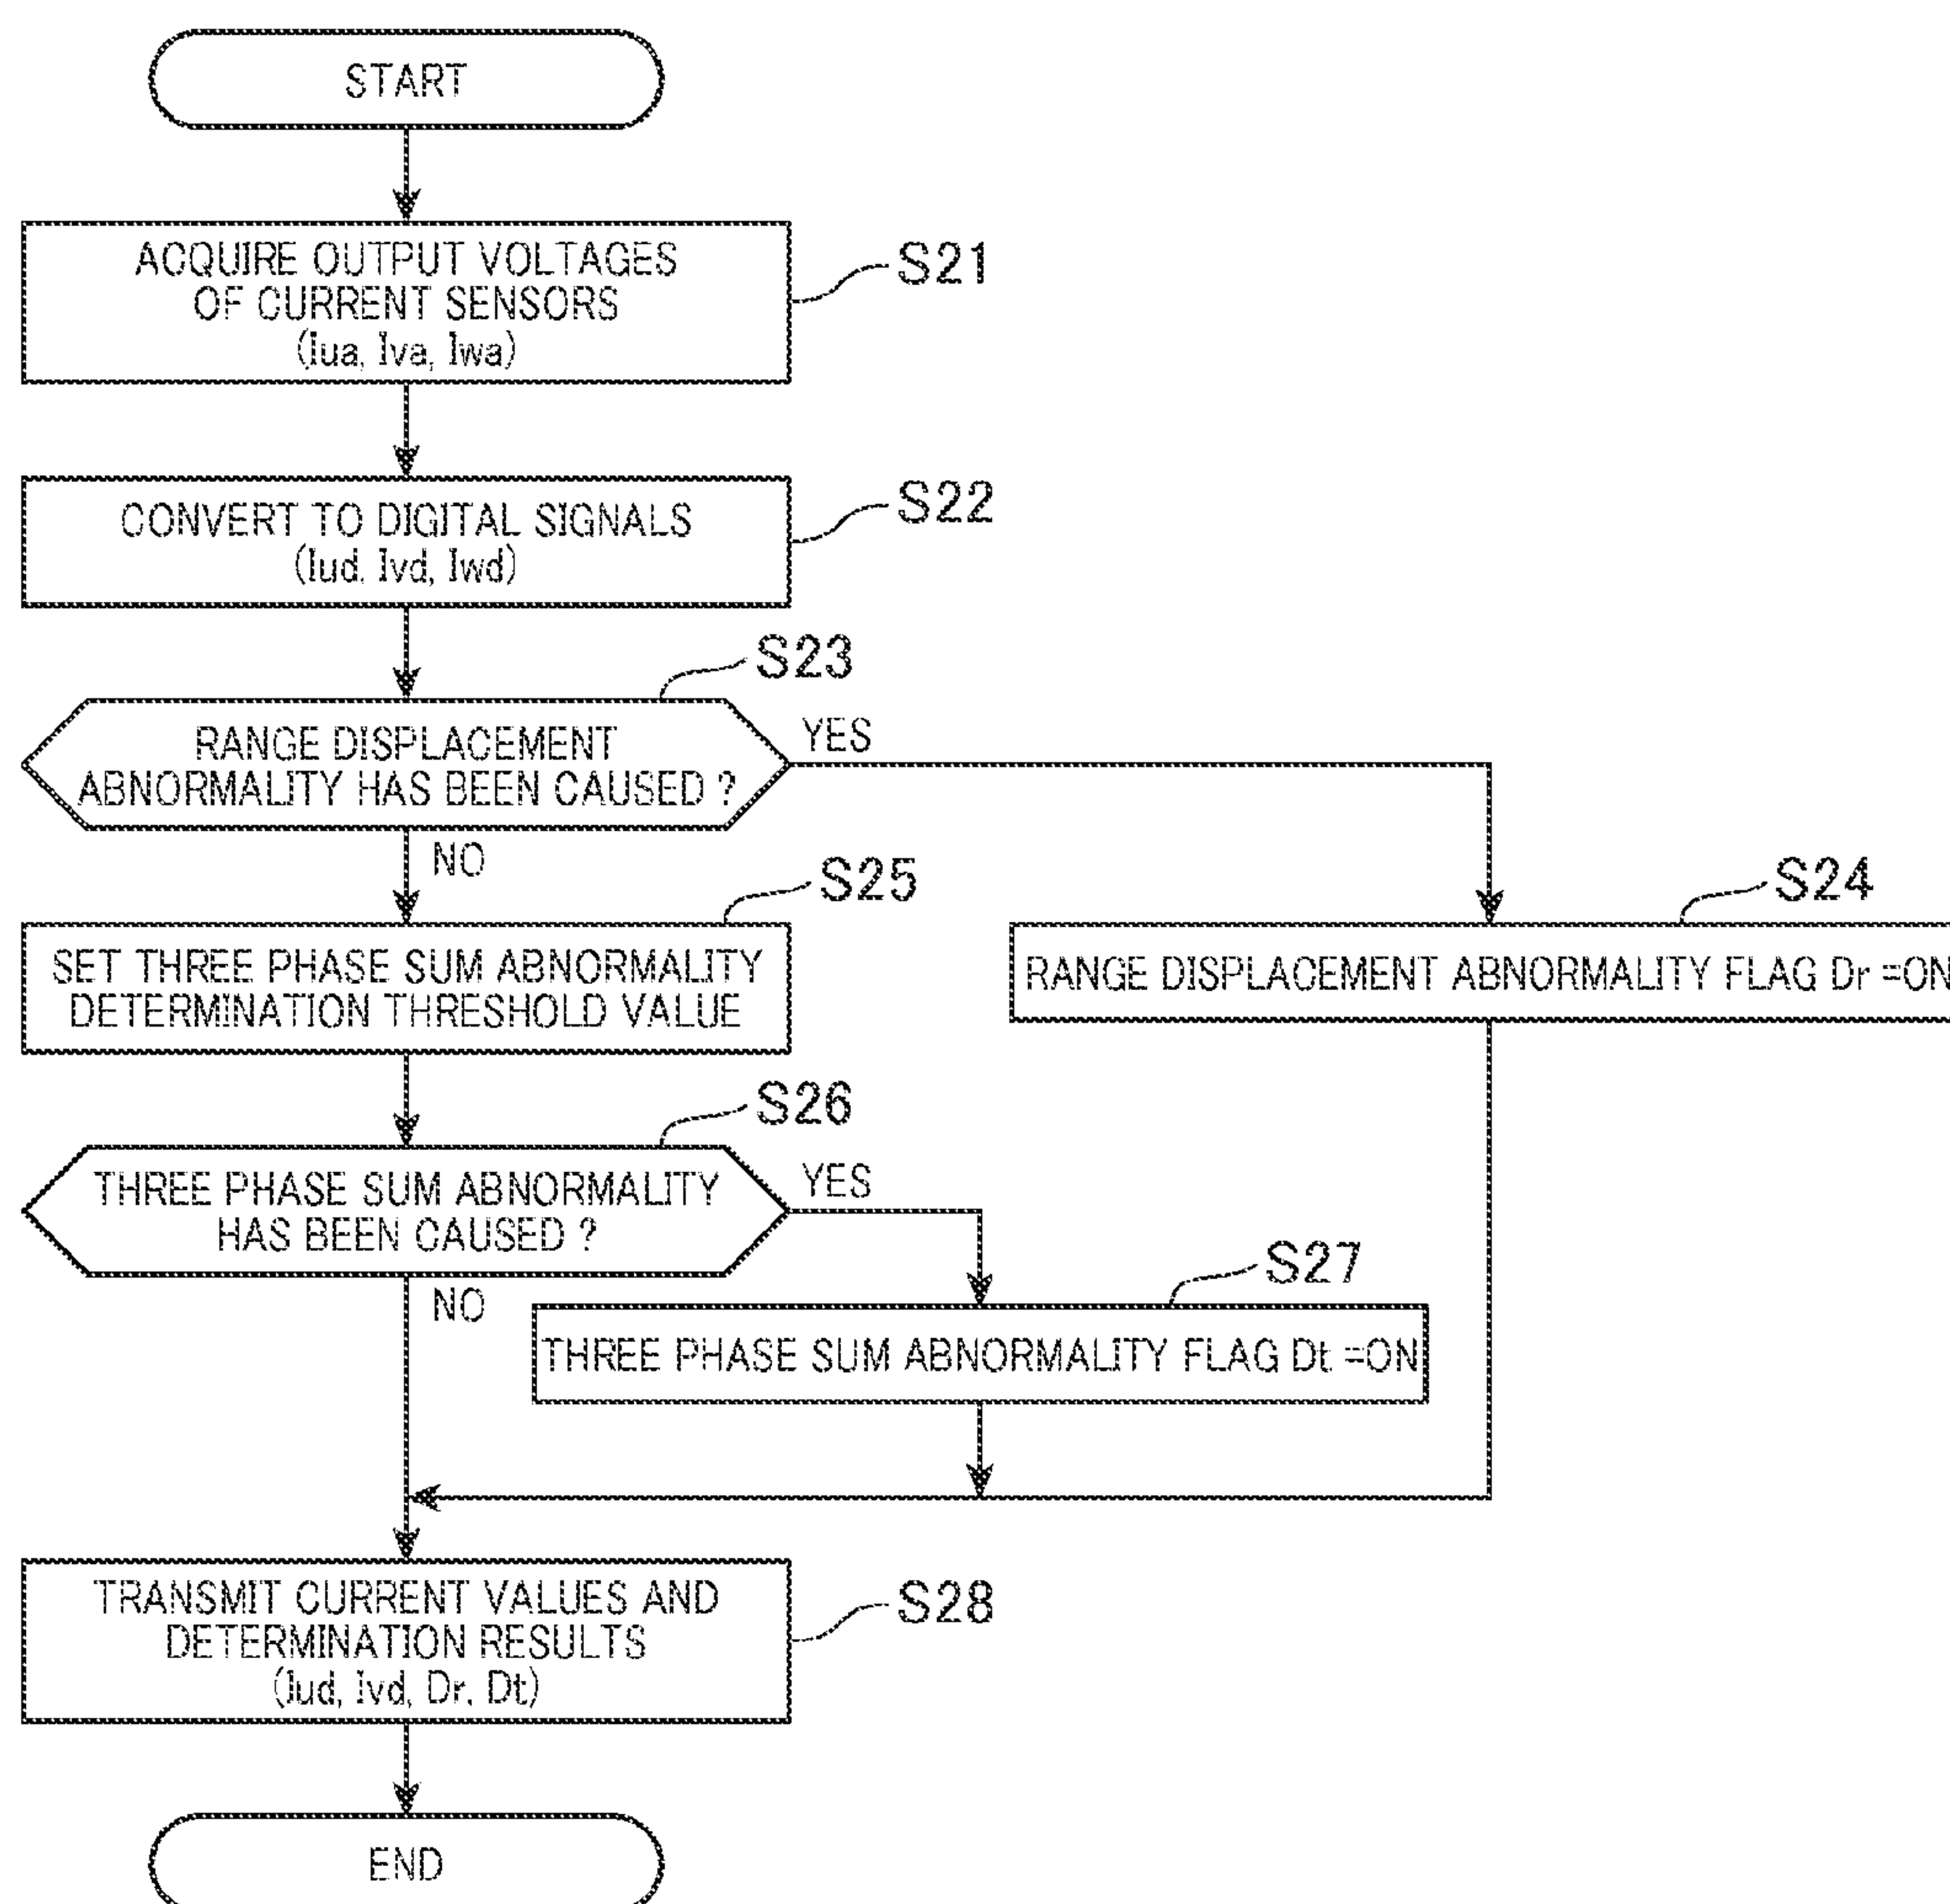 START
ACQUIRE OUTPUT VOLTAGES
OF CURRENT SENSORS
(Iua, Iva, Iwa)
S21
CONVERT TO DIGITAL SIGNALS
(Iud, Ivd, Iwd)
S22
S23
RANGE DISPLACEMENT
ABNORMALITY HAS BEEN CAUSED ?
YES
NO
S25
SET THREE PHASE SUM ABNORMALITY
DETERMINATION THRESHOLD VALUE
S24
RANGE DISPLACEMENT ABNORMALITY FLAG Dr =ON
S26
THREE PHASE SUM ABNORMALITY
HAS BEEN CAUSED ?
YES
NO
S27
THREE PHASE SUM ABNORMALITY FLAG Dt =ON
TRANSMIT CURRENT VALUES AND
DETERMINATION RESULTS
(Iud, Ivd, Dr, Dt)
S28
END